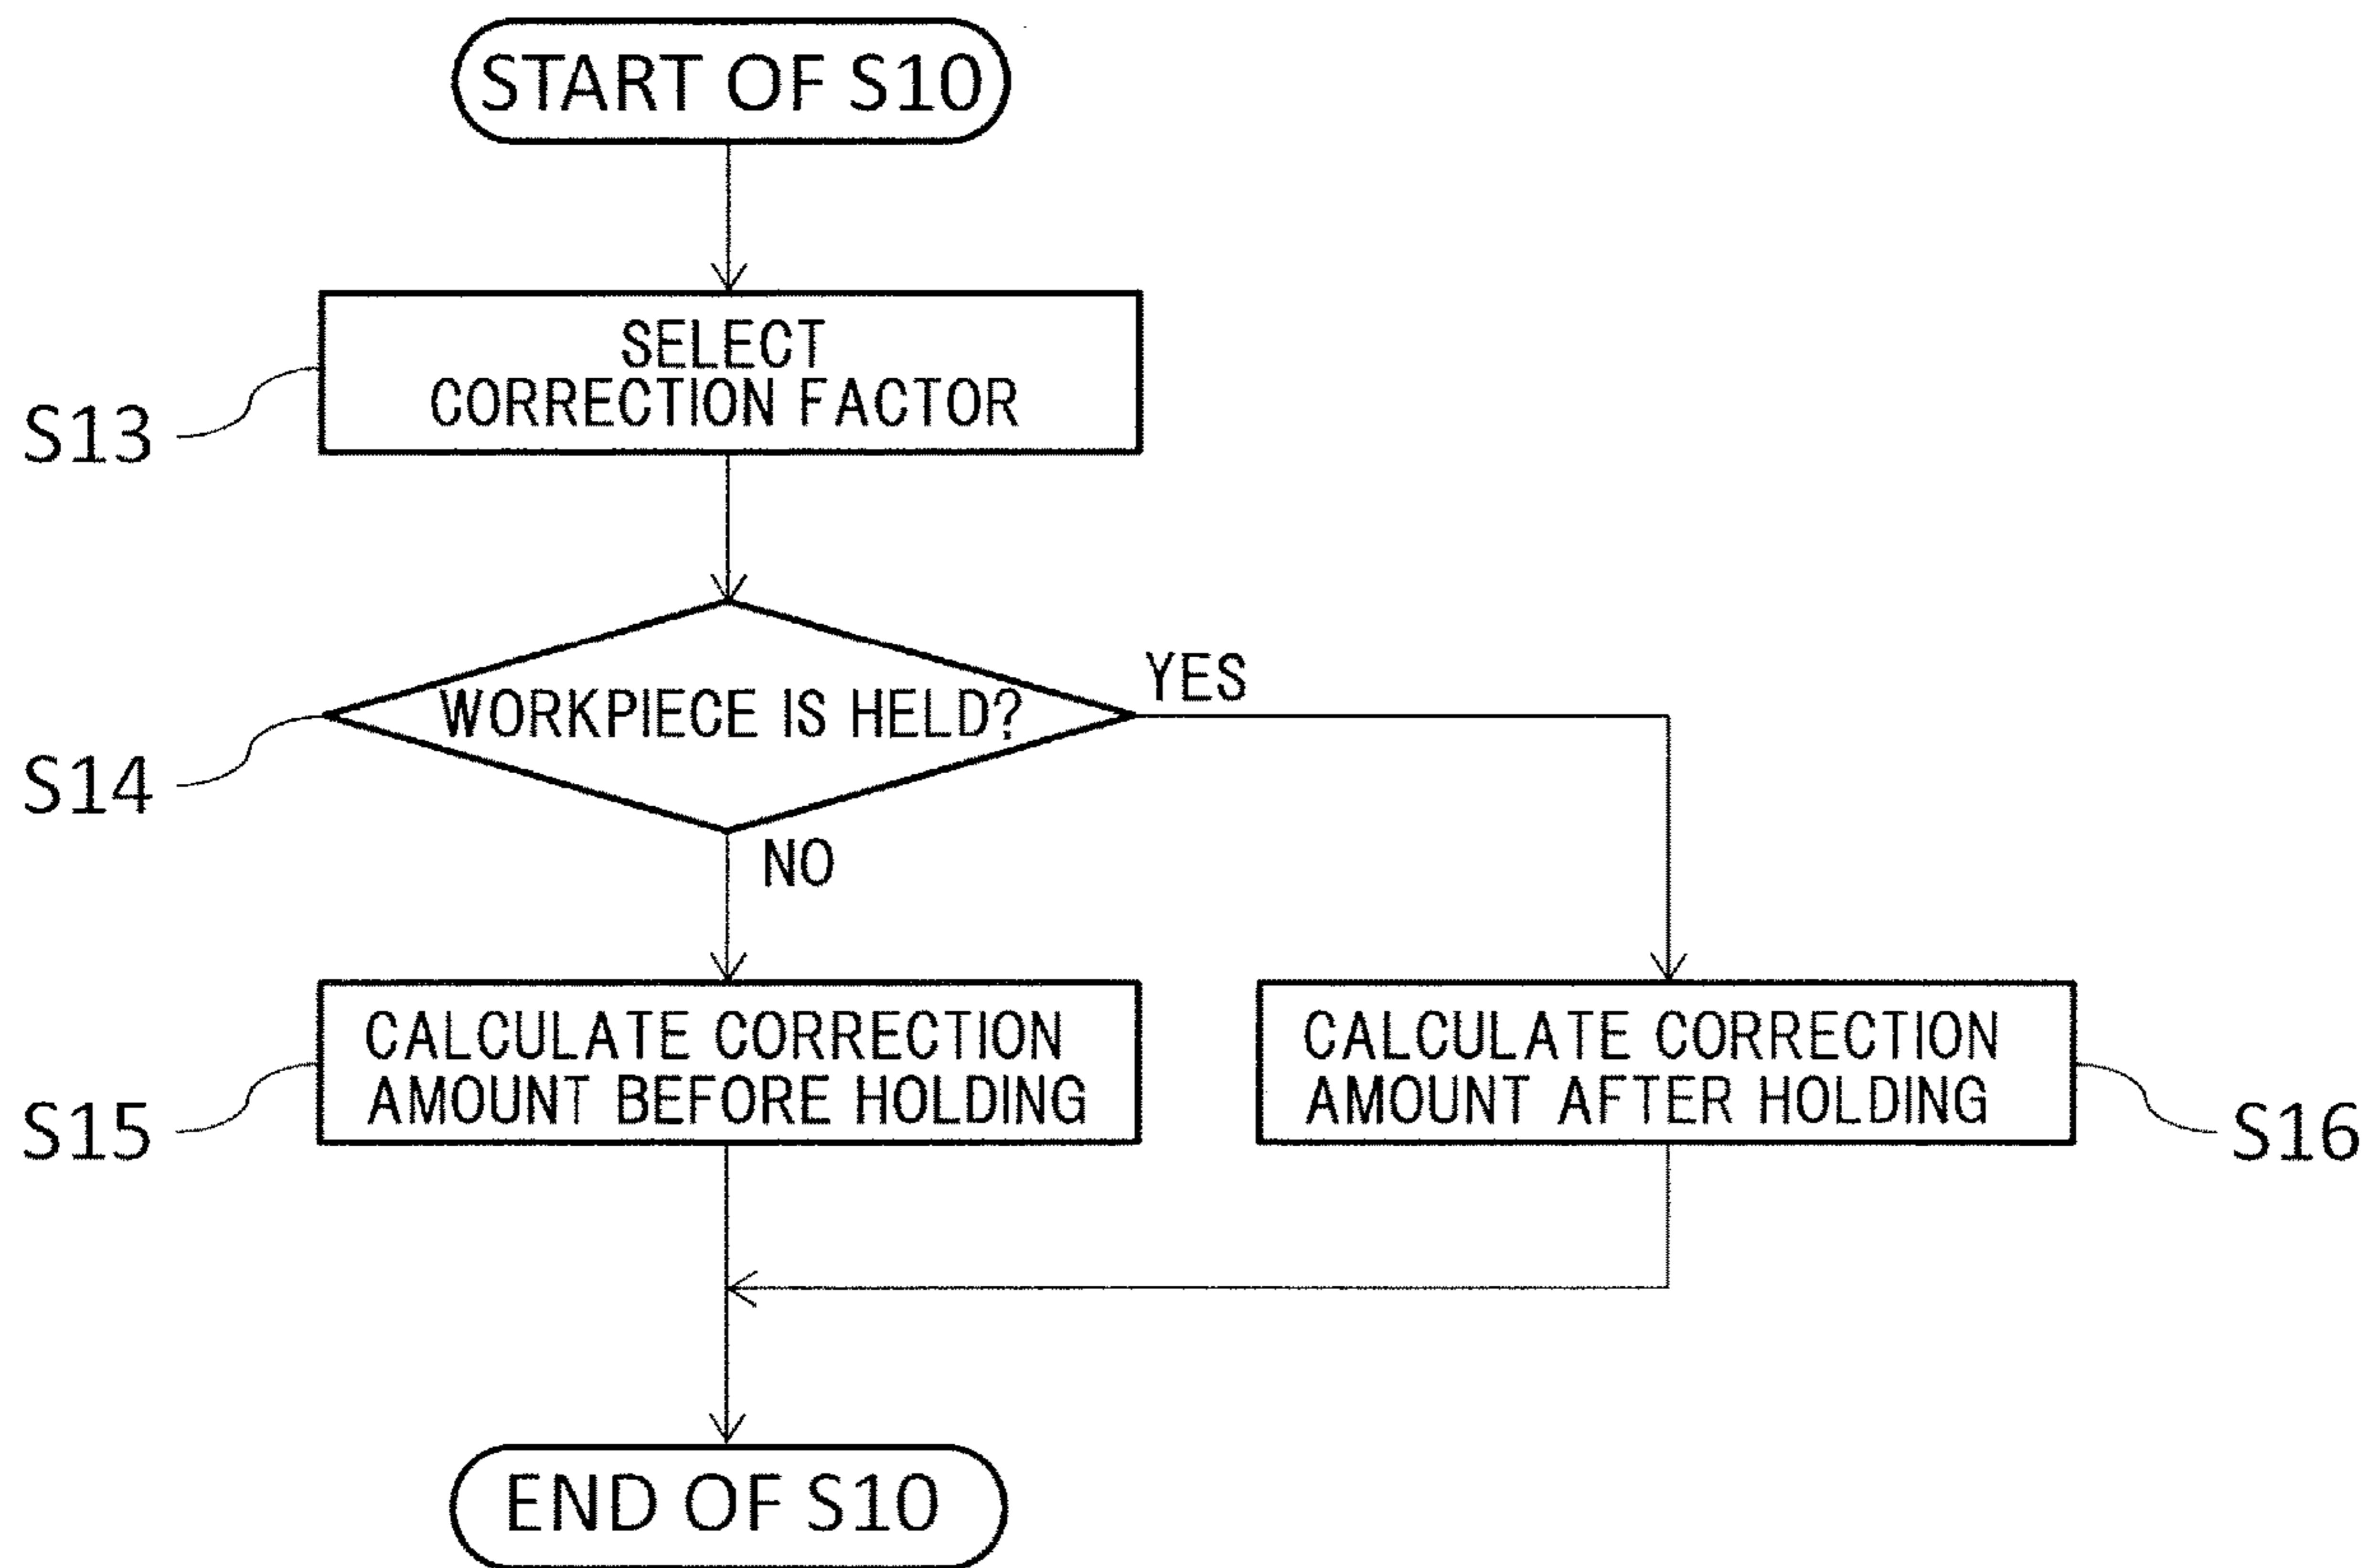 START OF S10
SELECT
CORRECTION FACTOR
S13
WORKPIECE IS HELD?
YES
S14
NO
CALCULATE CORRECTION
AMOUNT BEFORE HOLDING
S15
CALCULATE CORRECTION
AMOUNT AFTER HOLDING
S16
END OF S10